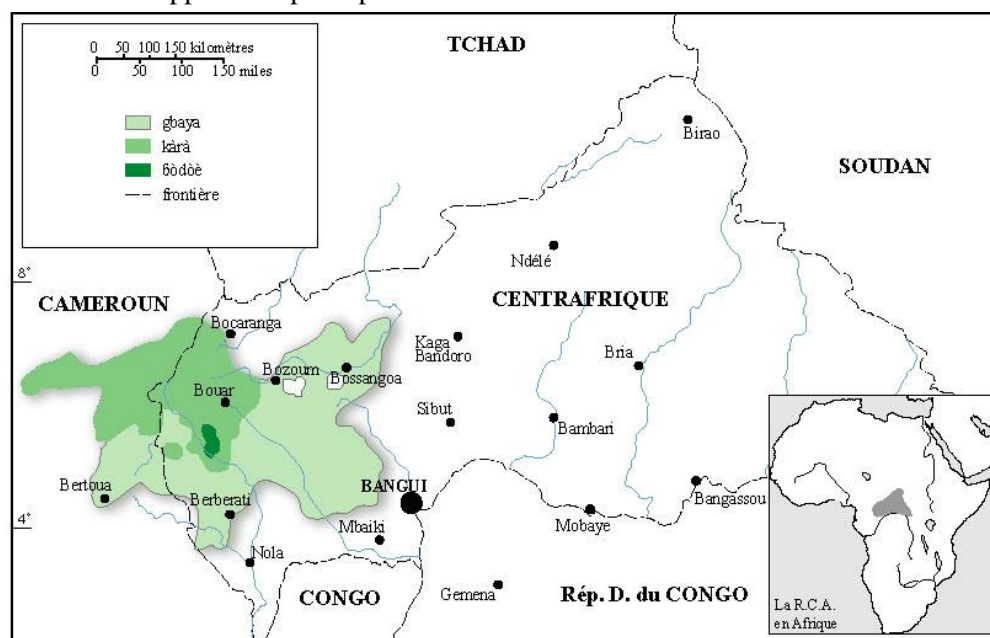 TCHAD
0 50 100 150 kilomètres
0 50 100 150 miles
gbaya
kàrà
ɓòdòè
frontière
Birao
SOUDAN
Ndélé
8°
CAMEROUN
CENTRAFRIQUE
Bocaranga
Kaga
Bandoro
Bria
Bozoum
Bossangoa
Bouar
Sibut
Bambari
Bertoua
BANGUI
Berberati
Bangassou
4°
Mbaiki
Mobaye
Nola
CONGO
Gemena
Rép. D. du CONGO
La R.C.A.
en Afrique